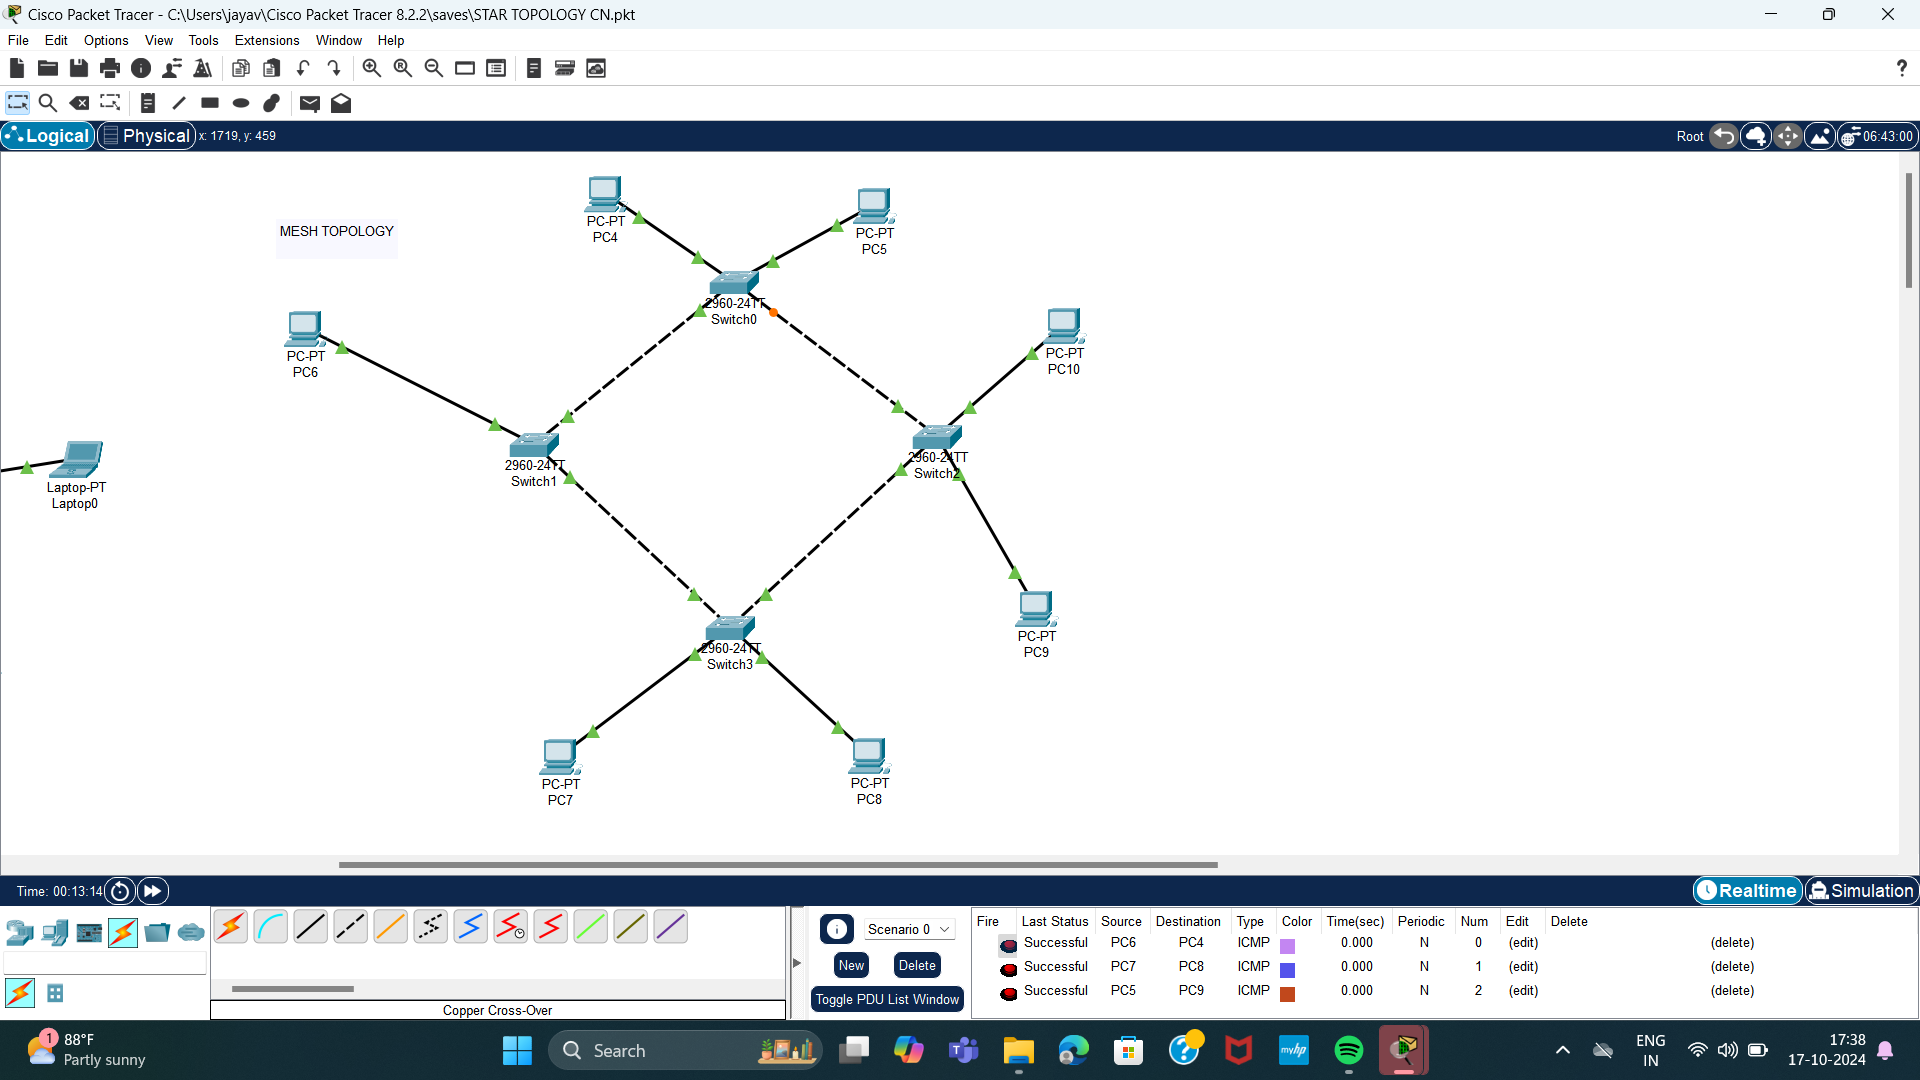 Cisco Packet Tracer - C:\Users\jayav\Cisco Packet Tracer 8.2.2\saves\STAR TOPOLOGY CN.pkt
File Edit Options View Tools Extensions Window Help
?
Logical Physical x: 1719, y: 459 Root 06:43:00
MESH TOPOLOGY
PC-PT
PC4
PC-PT
PC5
2960-24TT
Switch0
PC-PT
PC6
PC-PT
PC10
2960-24TT
Switch1
2960-24TT
Switch2
Laptop-PT
Laptop0
PC-PT
PC9
2960-24TT
Switch3
PC-PT
PC7
PC-PT
PC8
Time: 00:13:14 Realtime Simulation
Scenario 0
New Delete
Toggle PDU List Window
Copper Cross-Over
Fire Last Status Source Destination Type Color Time(sec) Periodic Num Edit Delete
Successful PC6 PC4 ICMP 0.000 N 0 (edit) (delete)
Successful PC7 PC8 ICMP 0.000 N 1 (edit) (delete)
Successful PC5 PC9 ICMP 0.000 N 2 (edit) (delete)
1
88°F
Partly sunny
Search
myhp
ENG
IN
17:38
17-10-2024